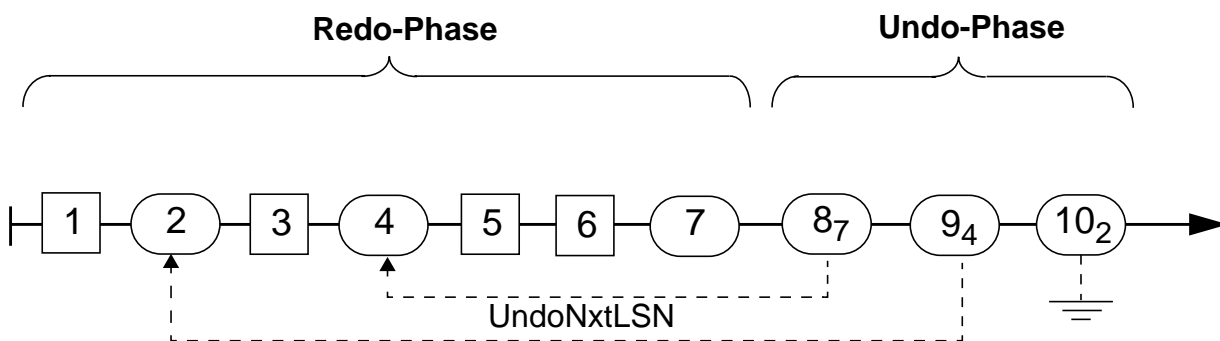 Redo-Phase Undo-Phase
1 2 3 4 5 6 7 8₇ 9₄ 10₂
UndoNxtLSN